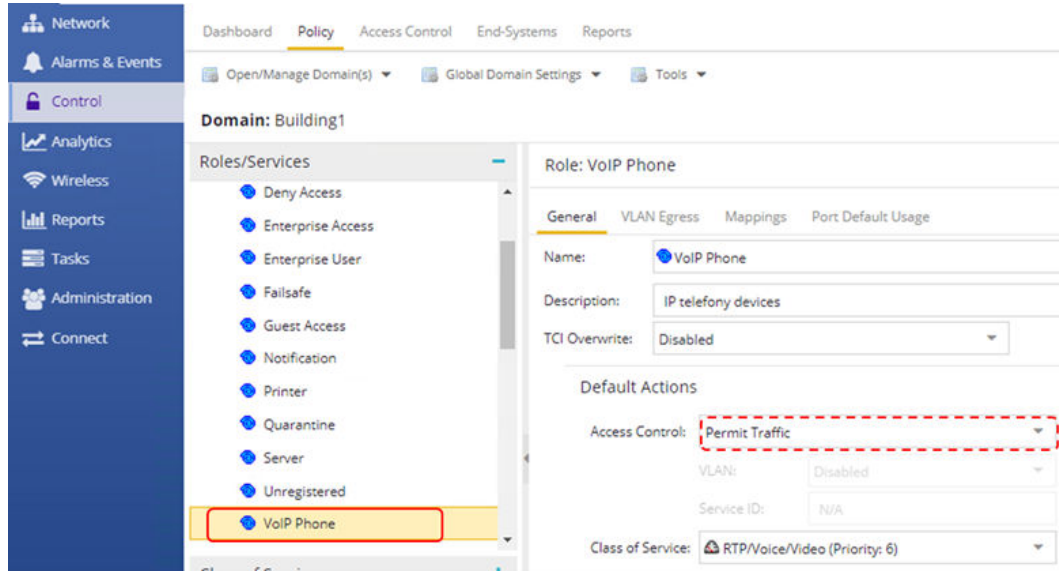 Network
Alarms & Events
Control
Analytics
Wireless
Reports
Tasks
Administration
Connect
Dashboard Policy Access Control End-Systems Reports
Open/Manage Domain(s) Global Domain Settings Tools
Domain: Building1
Roles/Services
Deny Access
Enterprise Access
Enterprise User
Failsafe
Guest Access
Notification
Printer
Quarantine
Server
Unregistered
VoIP Phone
Role: VoIP Phone
General VLAN Egress Mappings Port Default Usage
Name: VoIP Phone
Description: IP telefony devices
TCI Overwrite: Disabled
Default Actions
Access Control: Permit Traffic
VLAN: Disabled
Service ID: N/A
Class of Service: RTP/Voice/Video (Priority: 6)